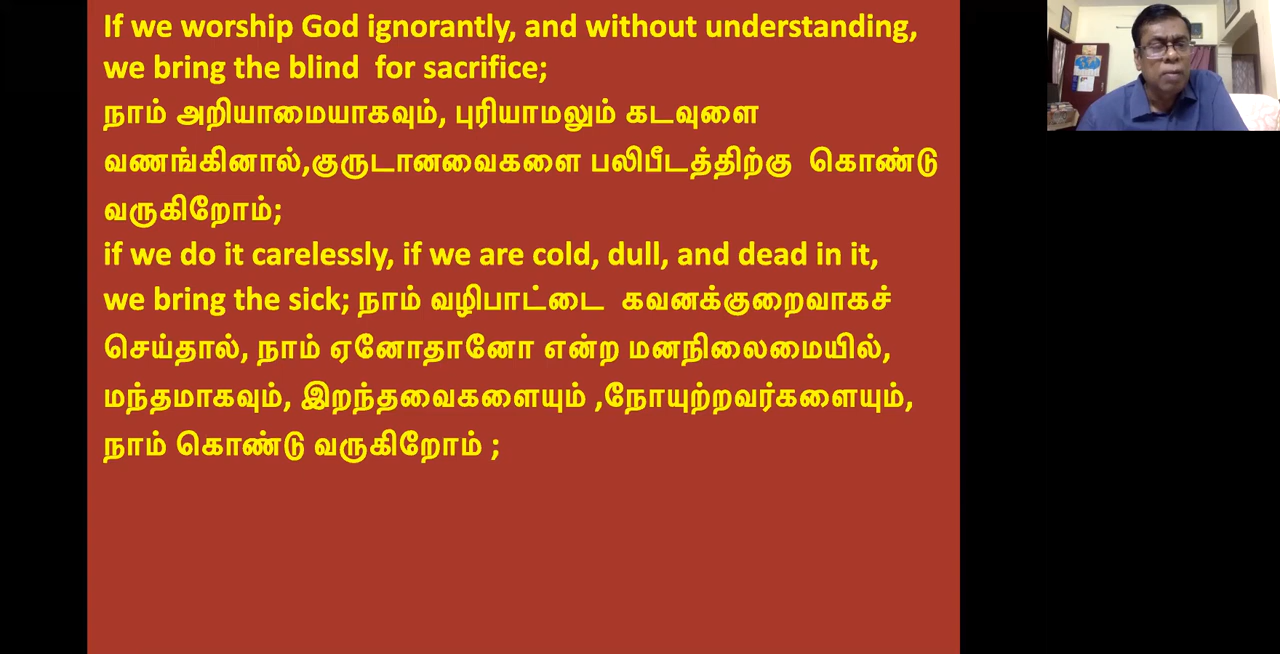 If we worship God ignorantly, and without understanding,
we bring the blind  for sacrifice;
நாம் அறியாமையாகவும், புரியாமலும் கடவுளை
வணங்கினால்,குருடானவைகளை பலிபீடத்திற்கு  கொண்டு
வருகிறோம்;
if we do it carelessly, if we are cold, dull, and dead in it,
we bring the sick; நாம் வழிபாட்டை  கவனக்குறைவாகச்
செய்தால், நாம் ஏனோதானோ என்ற மனநிலைமையில்,
மந்தமாகவும், இறந்தவைகளையும் ,நோயுற்றவர்களையும்,
நாம் கொண்டு வருகிறோம் ;